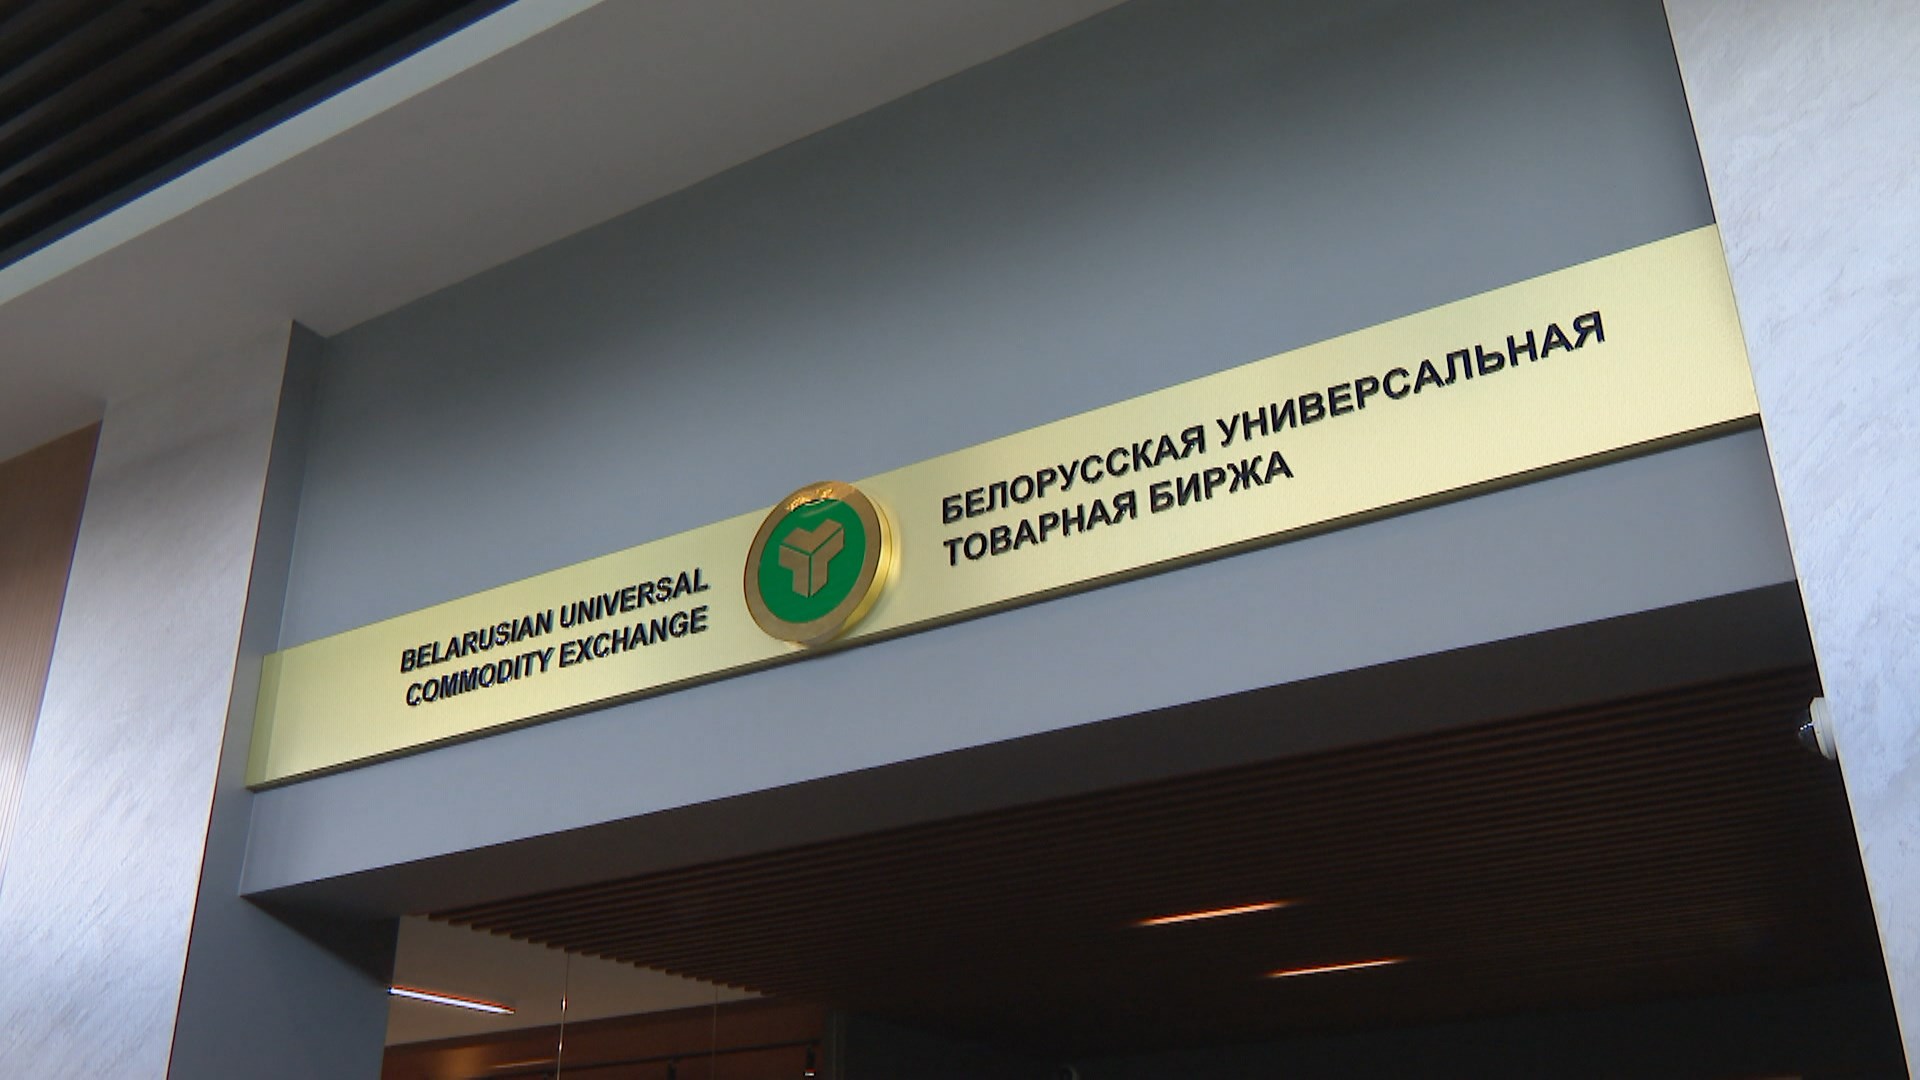 BELARUSIAN UNIVERSAL
COMMODITY EXCHANGE
БЕЛОРУССКАЯ УНИВЕРСАЛЬНАЯ
ТОВАРНАЯ БИРЖА